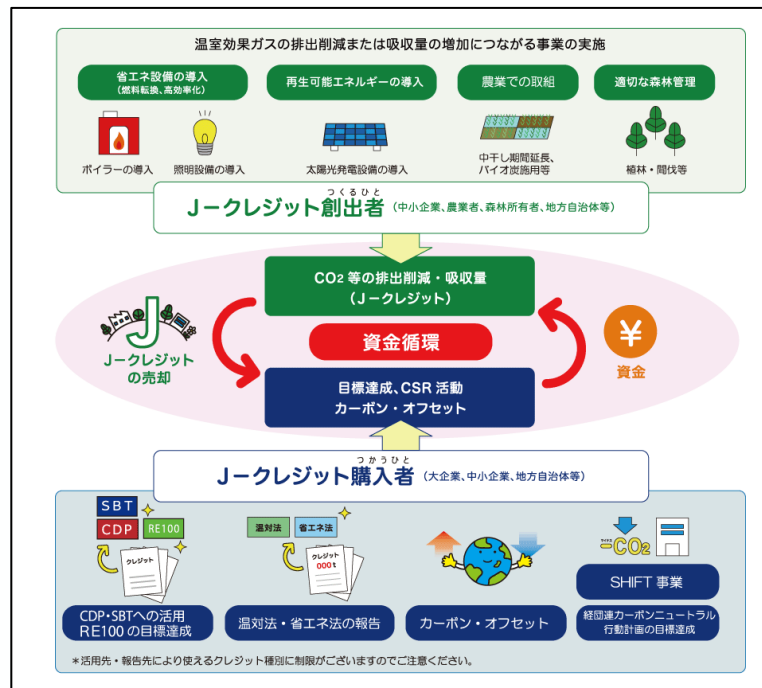 温室効果ガスの排出削減または吸収量の増加につながる事業の実施
省エネ設備の導入
(燃料転換、高効率化)
再生可能エネルギーの導入
農業での取組
適切な森林管理
ボイラーの導入
照明設備の導入
太陽光発電設備の導入
中干し期間延長、
バイオ炭施用等
植林・間伐等
つくるひと
Jークレジット創出者(中小企業、農業者、森林所有者、地方自治体等)
CO2 等の排出削減・吸収量
(Jークレジット)
J
Jークレジット
の売却
資金循環
¥
資金
目標達成、CSR 活動
カーボン・オフセット
つかうひと
Jークレジット購入者(大企業、中小企業、地方自治体等)
SBT
CDP
RE100
クレジット
温対法
省エネ法
クレジット
000t
マイナス
-CO2
SHIFT 事業
CDP・SBTへの活用
RE100 の目標達成
温対法・省エネ法の報告
カーボン・オフセット
経団連カーボンニュートラル
行動計画の目標達成
*活用先・報告先により使えるクレジット種別に制限がございますのでご注意ください。